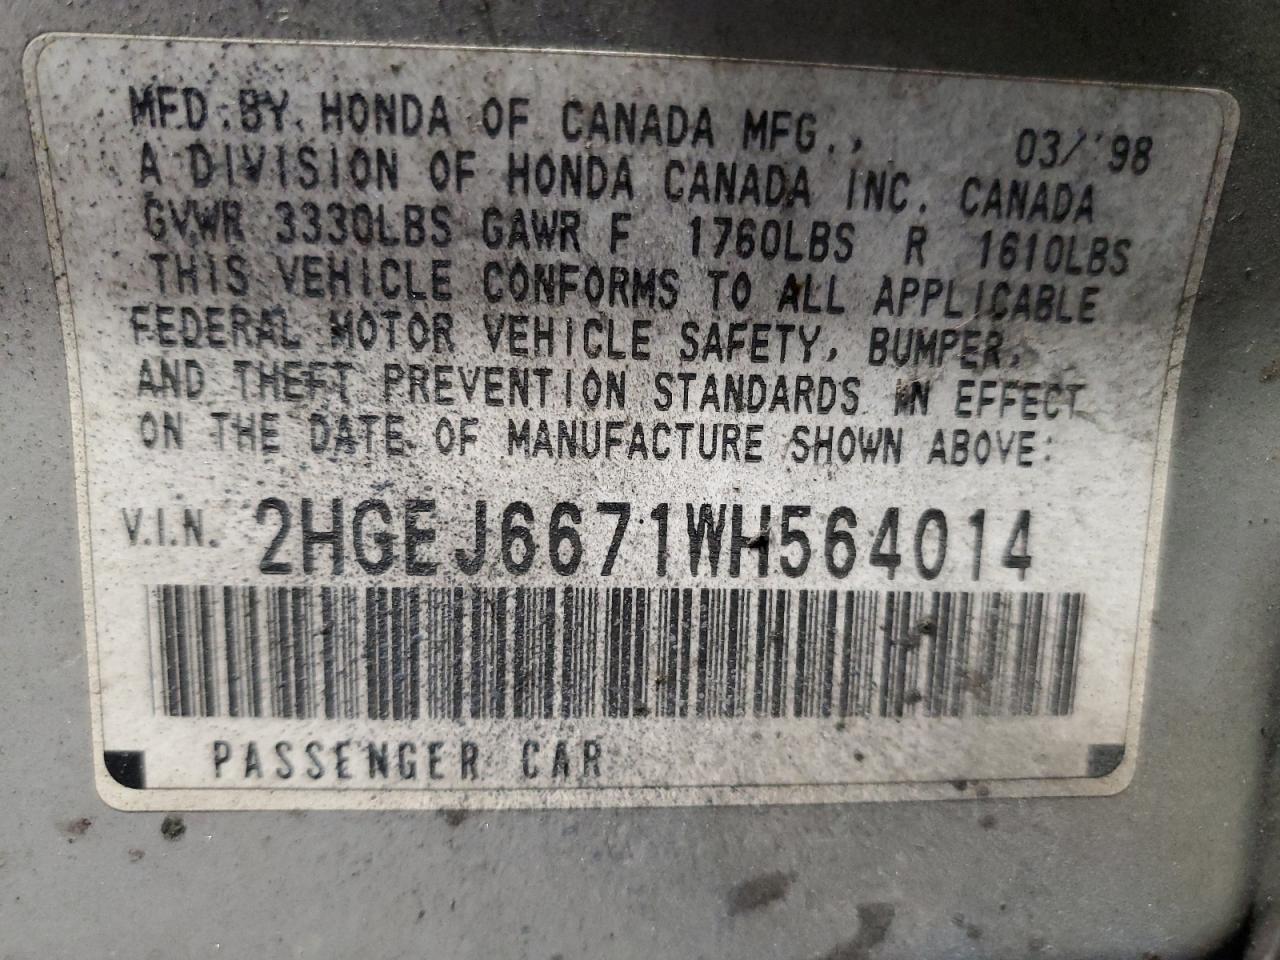 MFD. BY. HONDA OF CANADA MFG., 03/'98
A DIVISION OF HONDA CANADA INC. CANADA
GVWR 3330LBS GAWR F 1760LBS R 1610LBS
THIS VEHICLE CONFORMS TO ALL APPLICABLE
FEDERAL MOTOR VEHICLE SAFETY, BUMPER,
AND THEFT PREVENTION STANDARDS IN EFFECT
ON THE DATE OF MANUFACTURE SHOWN ABOVE:
V.I.N. 2HGEJ6671WH564014
PASSENGER CAR